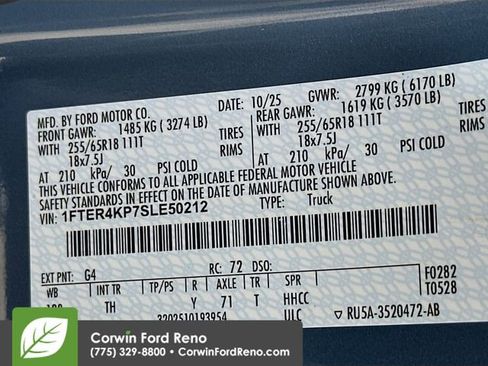 MFD. BY FORD MOTOR CO.
DATE: 10/25 GVWR: 2799 KG ( 6170 LB)
FRONT GAWR: 1485 KG ( 3274 LB)
REAR GAWR: 1619 KG ( 3570 LB)
WITH 255/65R18 111T TIRES
18x7.5J RIMS
WITH 255/65R18 111T TIRES
18x7.5J RIMS
AT 210 kPa/ 30 PSI COLD
AT 210 kPa/ 30 PSI COLD
THIS VEHICLE CONFORMS TO ALL APPLICABLE FEDERAL MOTOR VEHICLE
SAFETY STANDARDS IN EFFECT ON THE DATE OF MANUFACTURE SHOWN ABOVE.
VIN: 1FTER4KP7SLE50212
TYPE: Truck
EXT PNT: G4 RC: 72 DSO:
WB INT TR TP/PS R AXLE TR SPR
TH Y 71 T HHCC
ULC
F0282
T0528
3202510193954
RU5A-3520472-AB
Corwin Ford Reno
(775) 329-8800 • CorwinFordReno.com